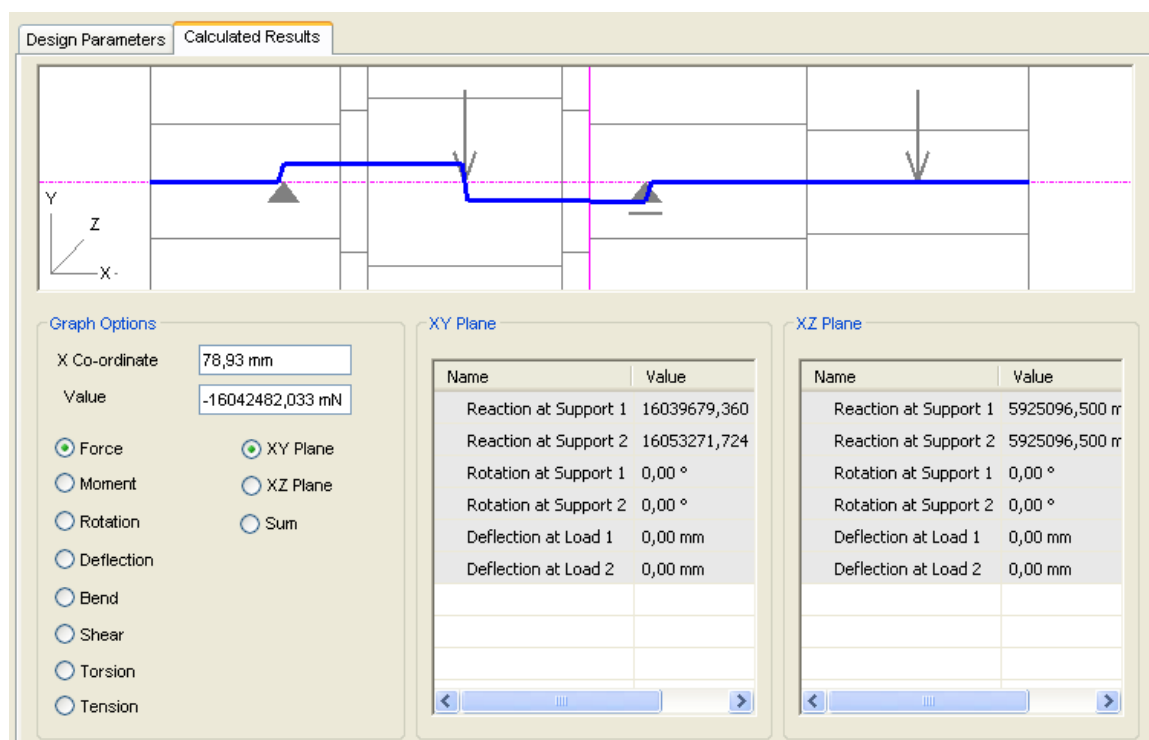 Design Parameters Calculated Results
Y
Z
X
Graph Options
X Co-ordinate 78,93 mm
Value -16042482,033 mN
Force XY Plane
Moment XZ Plane
Rotation Sum
Deflection
Bend
Shear
Torsion
Tension
XY Plane
Name Value
Reaction at Support 1 16039679,360
Reaction at Support 2 16053271,724
Rotation at Support 1 0,00 °
Rotation at Support 2 0,00 °
Deflection at Load 1 0,00 mm
Deflection at Load 2 0,00 mm
XZ Plane
Name Value
Reaction at Support 1 5925096,500 m
Reaction at Support 2 5925096,500 m
Rotation at Support 1 0,00 °
Rotation at Support 2 0,00 °
Deflection at Load 1 0,00 mm
Deflection at Load 2 0,00 mm